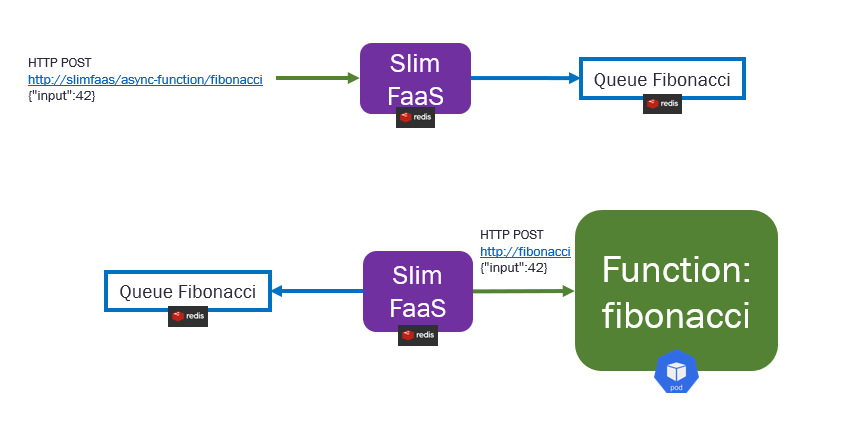 HTTP POST
http://slimfaas/async-function/fibonacci
{"input":42}
Slim
FaaS
redis
Queue Fibonacci
redis
Queue Fibonacci
redis
Slim
FaaS
redis
HTTP POST
http://fibonacci
{"input":42}
Function:
fibonacci
pod